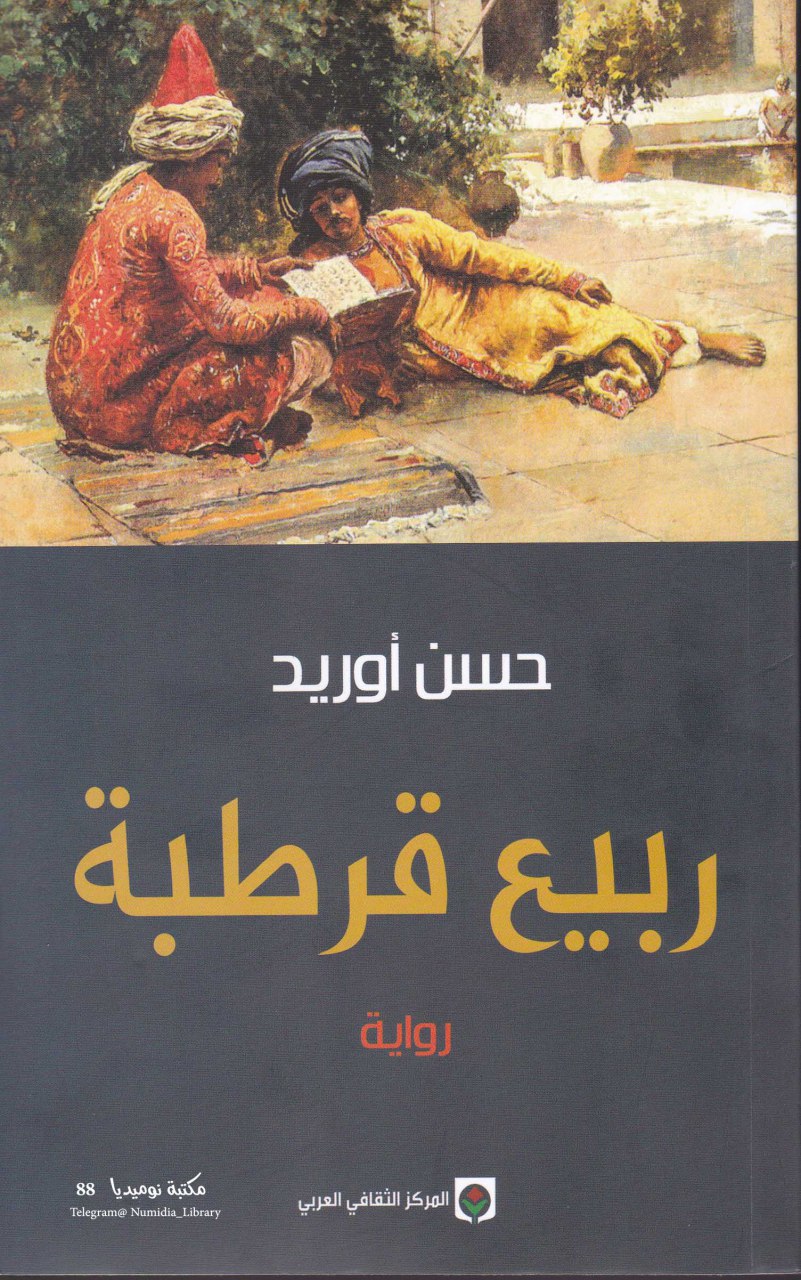 حسن أوريد
ربيع قرطبة
رواية
المركز الثقافي العربي
مكتبة نوميديا 88
Telegram@ Numidia_Library